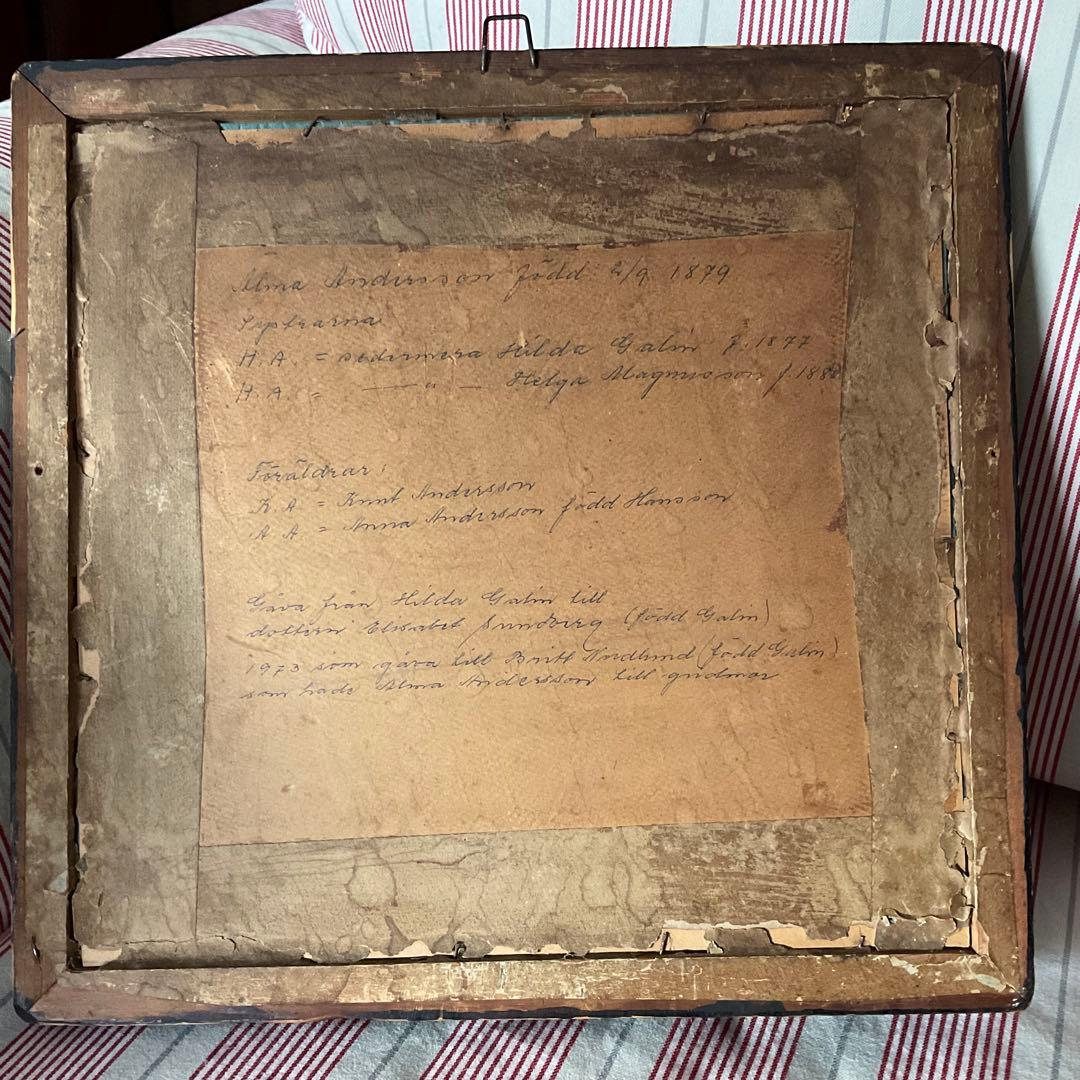 Alma Andersson född 2/9 1879
Systrarna
H. A. = sedermera Hilda Galin f. 1877
H. A. = — " — Helga Magnusson f. 188
Föräldrar:
K. A = Knut Andersson
A A = Anna Andersson född Hansson
Gåva från Hilda Galin till
dottern Elisabet Sundberg (född Galin)
1973 som gåva till Britt Nordlund (född Galin)
som hade Alma Andersson till gudmor